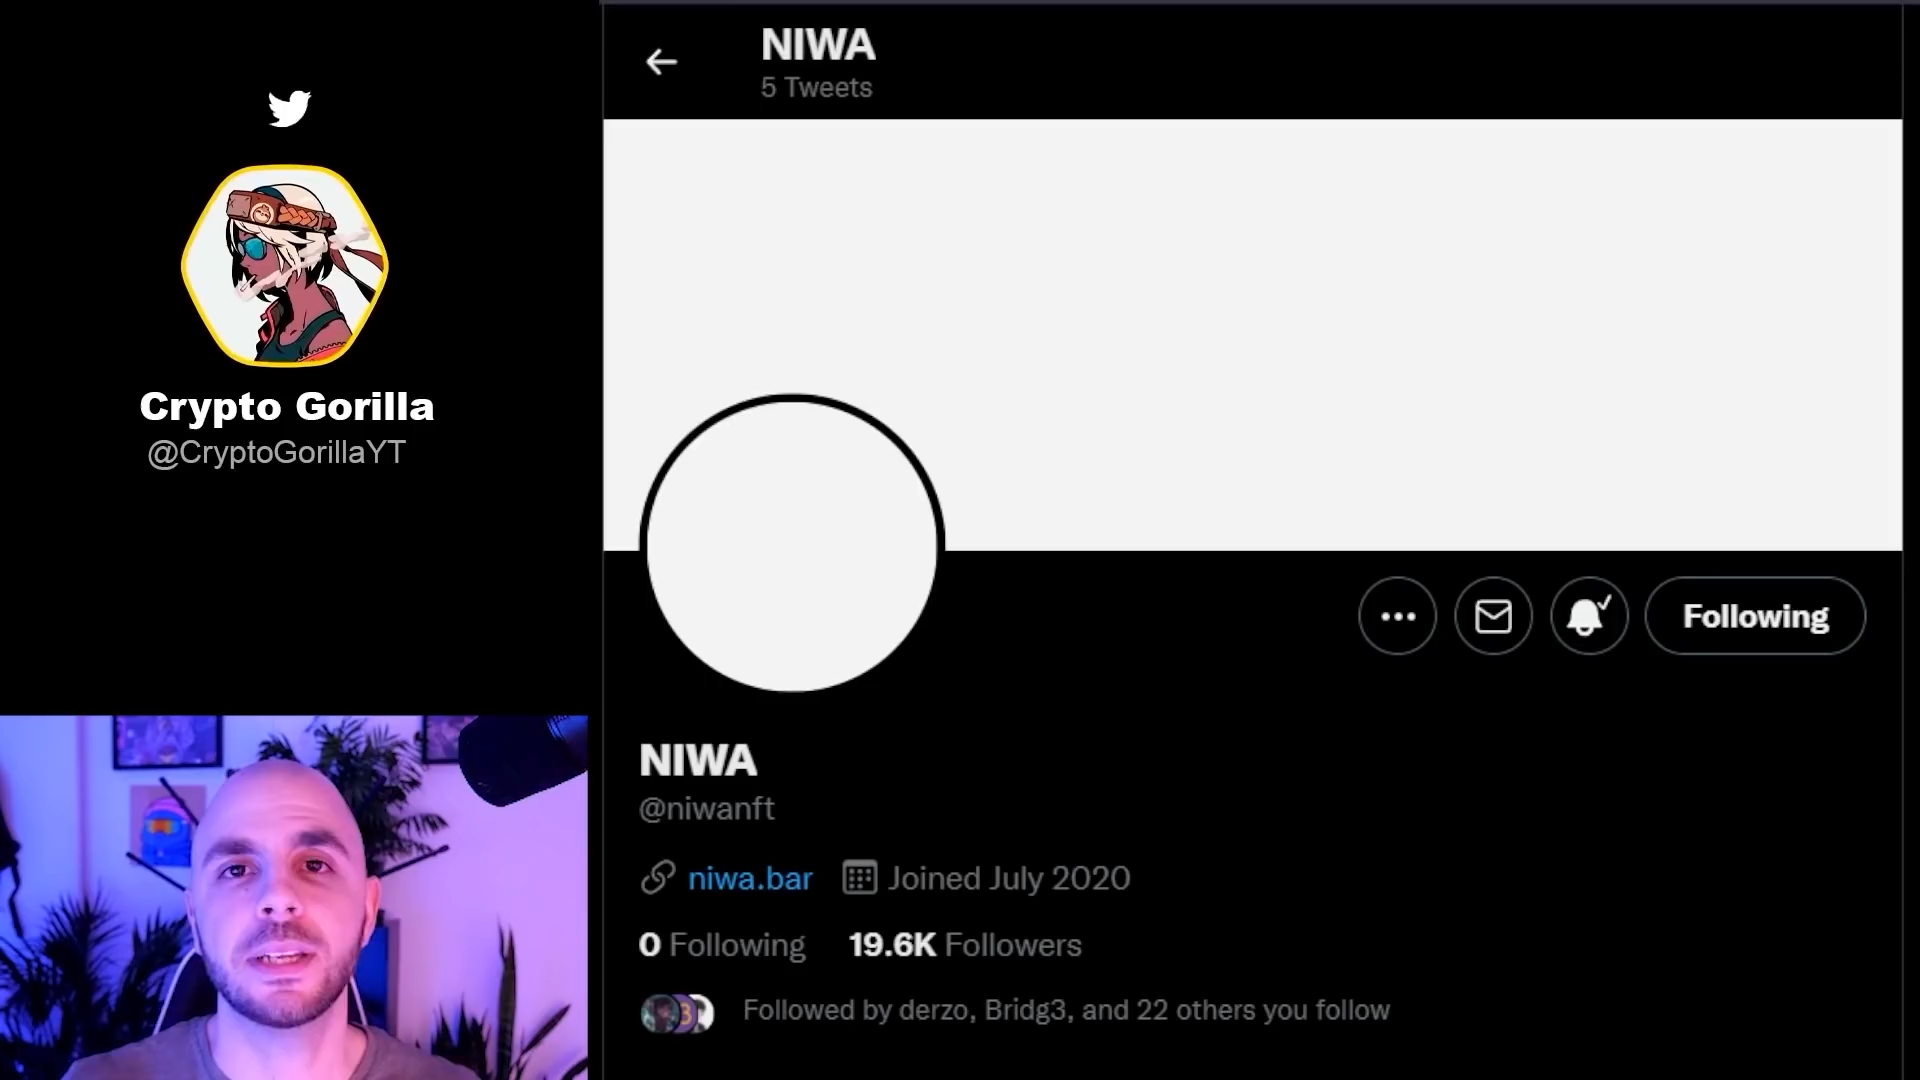 Crypto Gorilla
@CryptoGorillaYT
NIWA
5 Tweets
Following
NIWA
@niwanft
niwa.bar Joined July 2020
0 Following 19.6K Followers
Followed by derzo, Bridg3, and 22 others you follow